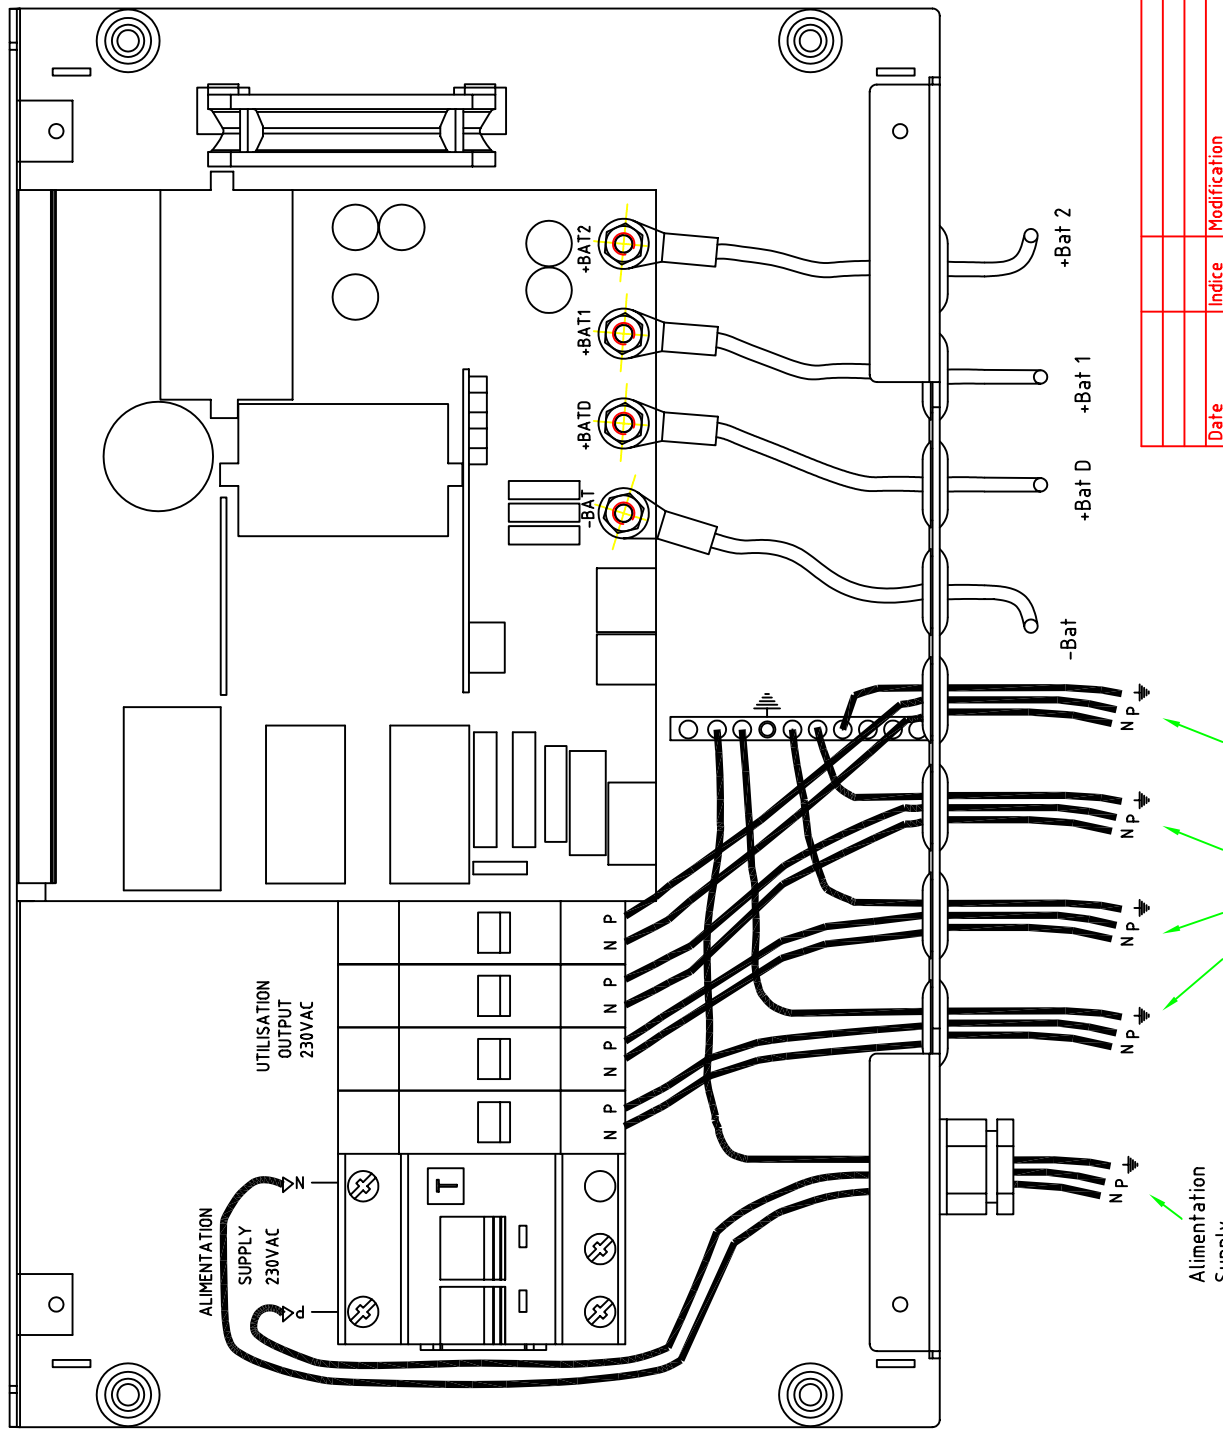 +BAT2
+BAT1
+BATD
-BAT
+Bat 2
+Bat 1
+Bat D
-Bat
Date
Indice
Modification
N P
N P
N P
N P
UTILISATION
OUTPUT
230VAC
N P
N P
N P
N P
ALIMENTATION
SUPPLY
230VAC
N
P
T
N P
Alimentation